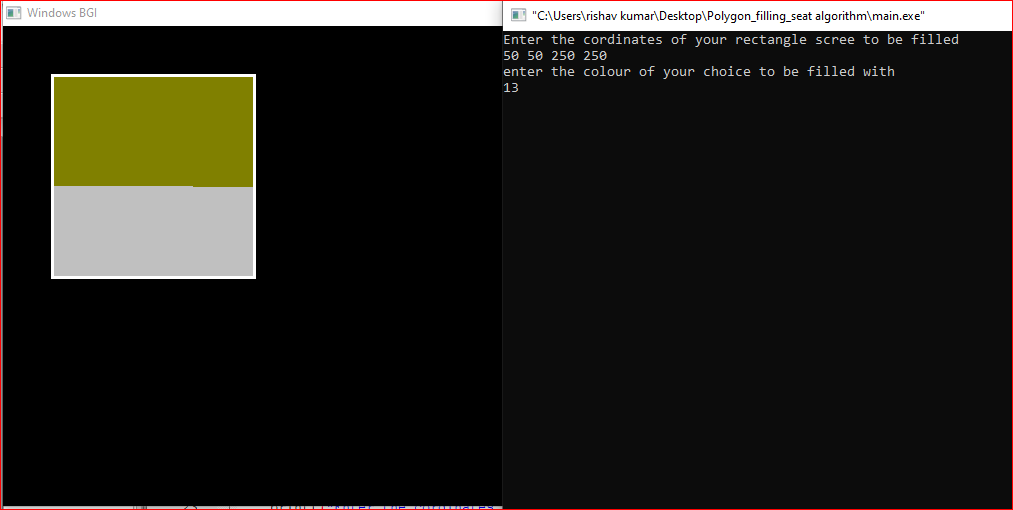 Windows BGI
"C:\Users\rishav kumar\Desktop\Polygon_filling_seat algorithm\main.exe"
Enter the cordinates of your rectangle scree to be filled
50 50 250 250
enter the colour of your choice to be filled with
13